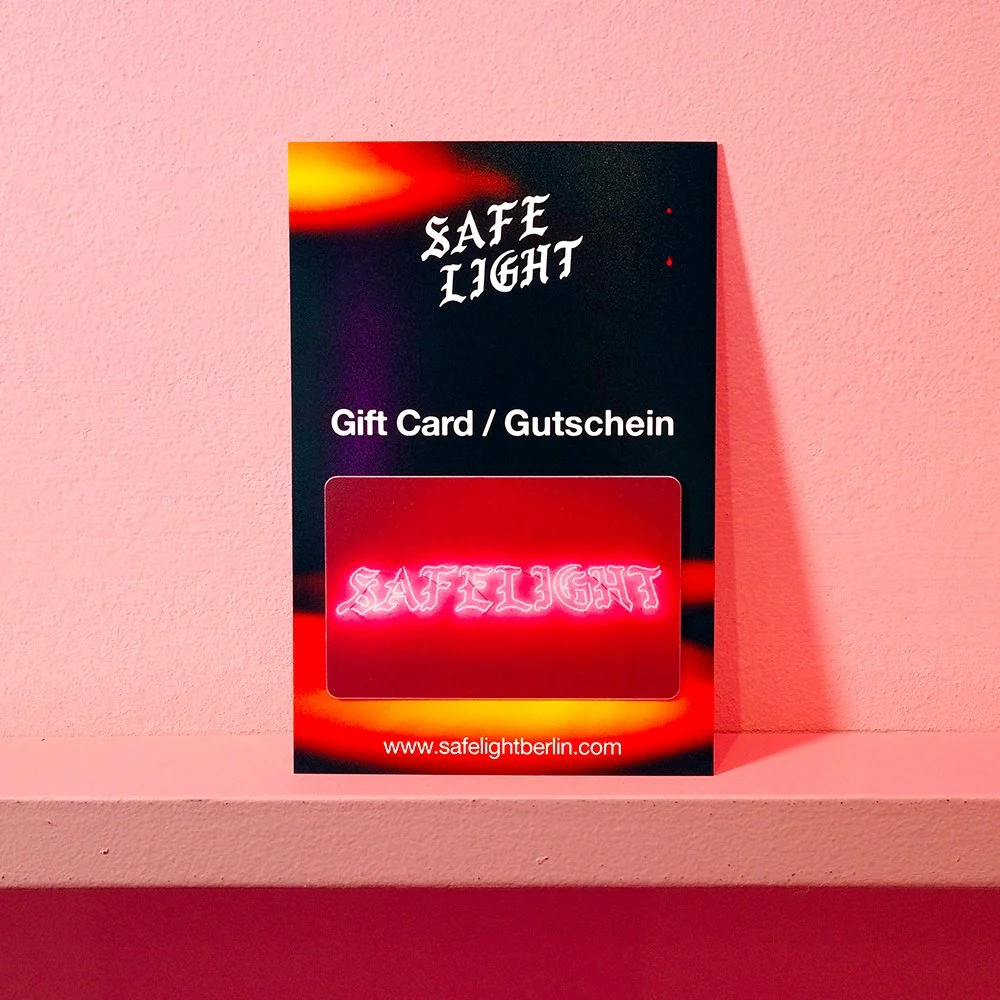 SAFE
LIGHT
Gift Card / Gutschein
SAFELIGHT
www.safelightberlin.com